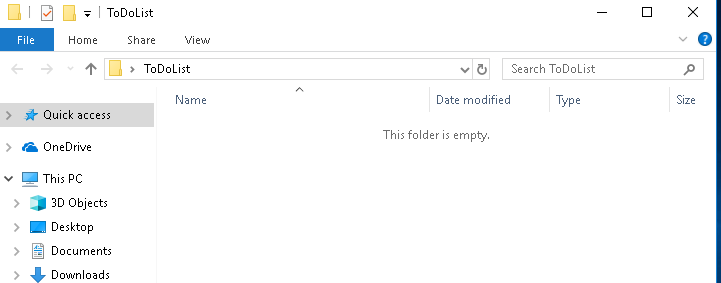 ToDoList
File Home Share View
ToDoList Search ToDoList
Name Date modified Type Size
This folder is empty.
Quick access
OneDrive
This PC
3D Objects
Desktop
Documents
Downloads